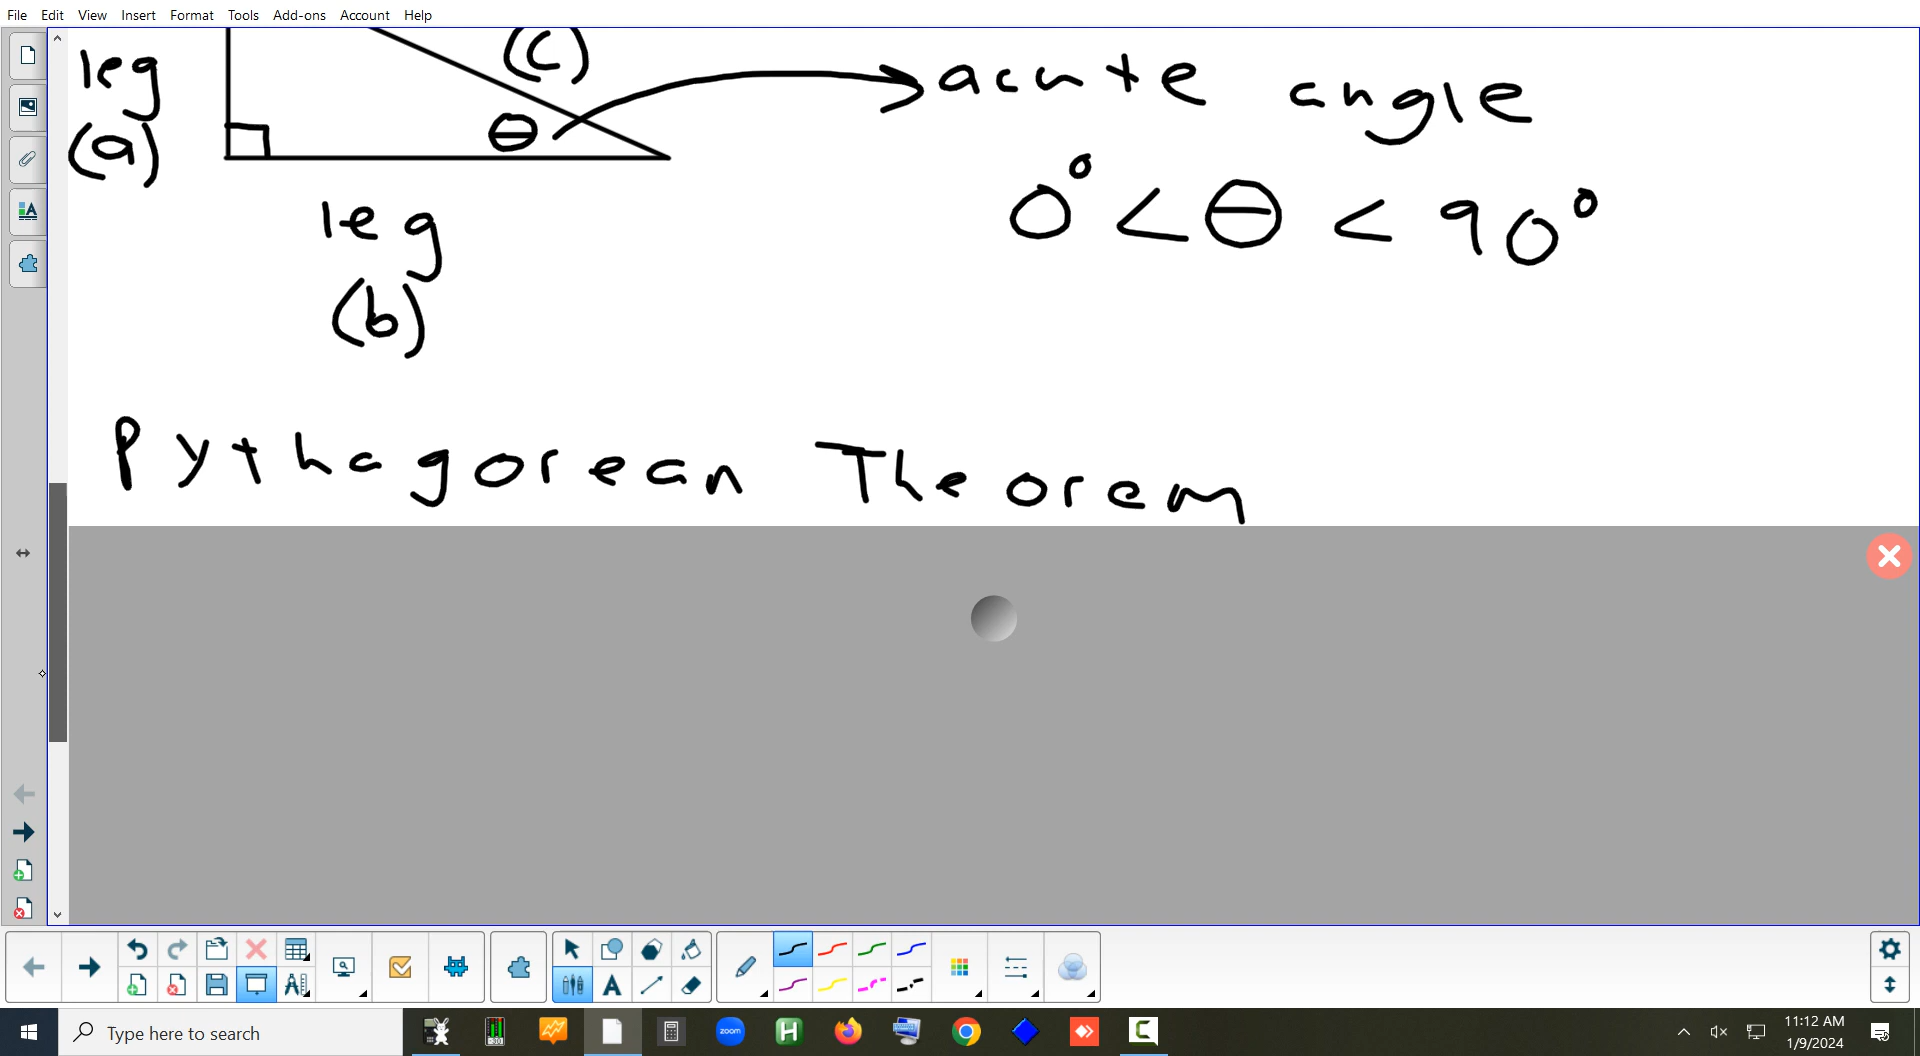 File Edit View Insert Format Tools Add-ons Account Help
leg
(a)
(c)
θ
acute angle
0° < θ < 90°
leg
(b)
Pythagorean Theorem
A
A
zoom
H
Type here to search
11:12 AM
1/9/2024